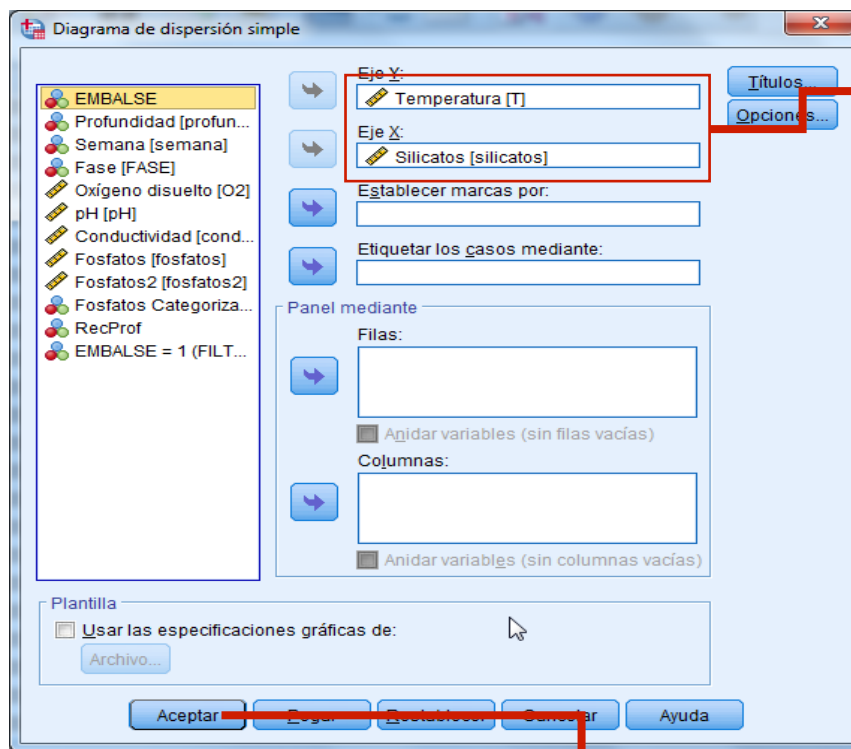 Diagrama de dispersión simple
EMBALSE
Profundidad [profun...
Semana [semana]
Fase [FASE]
Oxígeno disuelto [O2]
pH [pH]
Conductividad [cond...
Fosfatos [fosfatos]
Fosfatos2 [fosfatos2]
Fosfatos Categoriza...
RecProf
EMBALSE = 1 (FILT...
Eje Y:
Temperatura [T]
Eje X:
Silicatos [silicatos]
Establecer marcas por:
Etiquetar los casos mediante:
Panel mediante
Filas:
Anidar variables (sin filas vacías)
Columnas:
Anidar variables (sin columnas vacías)
Títulos...
Opciones...
Plantilla
Usar las especificaciones gráficas de:
Archivo...
Aceptar
Pegar
Restablecer
Cancelar
Ayuda